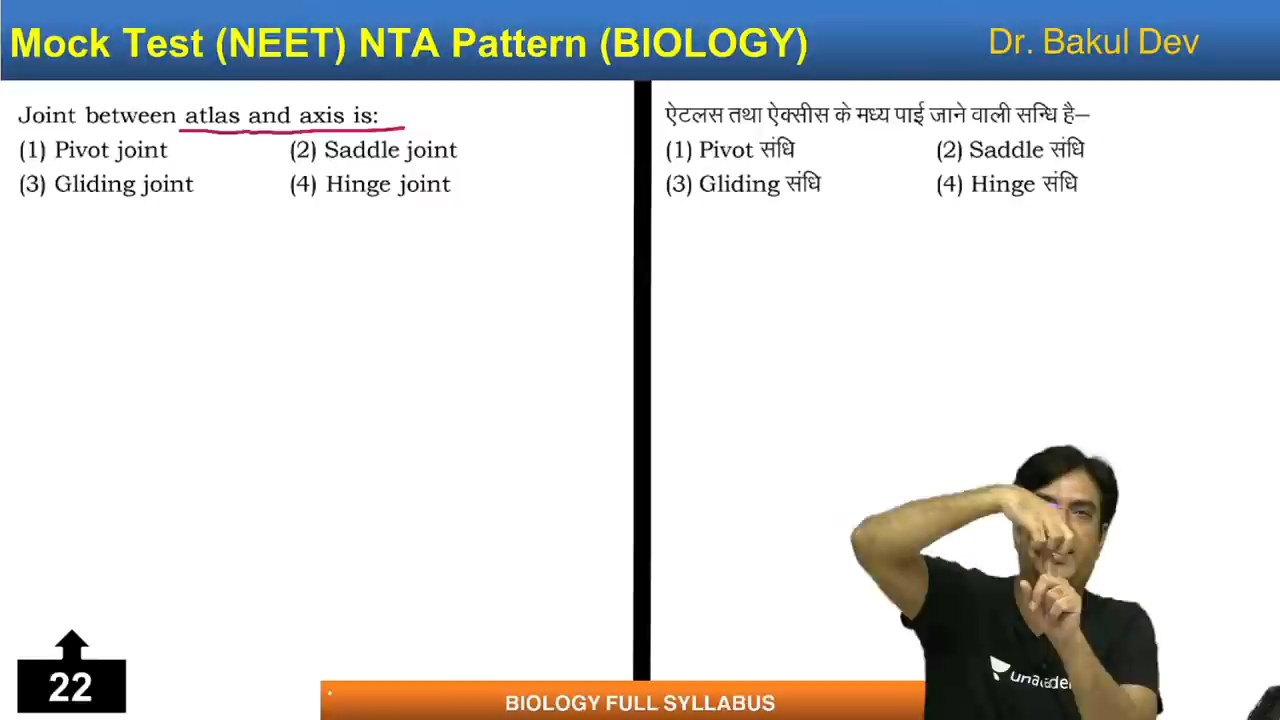 Mock Test (NEET) NTA Pattern (BIOLOGY)
Dr. Bakul Dev
Joint between atlas and axis is:
(1) Pivot joint (2) Saddle joint
(3) Gliding joint (4) Hinge joint
ऐटलस तथा ऐक्सीस के मध्य पाई जाने वाली सन्धि है–
(1) Pivot संधि (2) Saddle संधि
(3) Gliding संधि (4) Hinge संधि
22
BIOLOGY FULL SYLLABUS